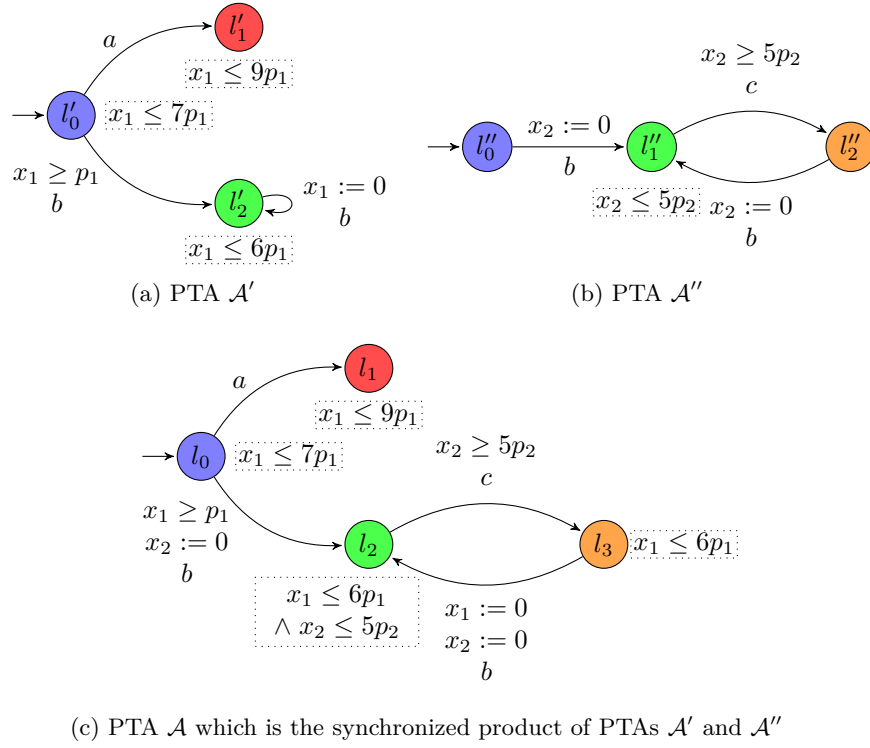 a
l′₁
x₁ ≤ 9p₁
l′₀
x₁ ≤ 7p₁
x₁ ≥ p₁
b
l′₂
x₁ := 0
b
x₁ ≤ 6p₁
(a) PTA 𝒜′
l″₀
x₂ := 0
b
l″₁
x₂ ≤ 5p₂
x₂ ≥ 5p₂
c
l″₂
x₂ := 0
b
(b) PTA 𝒜″
a
l₁
x₁ ≤ 9p₁
l₀
x₁ ≤ 7p₁
x₁ ≥ p₁
x₂ := 0
b
l₂
x₁ ≤ 6p₁
∧ x₂ ≤ 5p₂
x₂ ≥ 5p₂
c
l₃
x₁ ≤ 6p₁
x₁ := 0
x₂ := 0
b
(c) PTA 𝒜 which is the synchronized product of PTAs 𝒜′ and 𝒜″